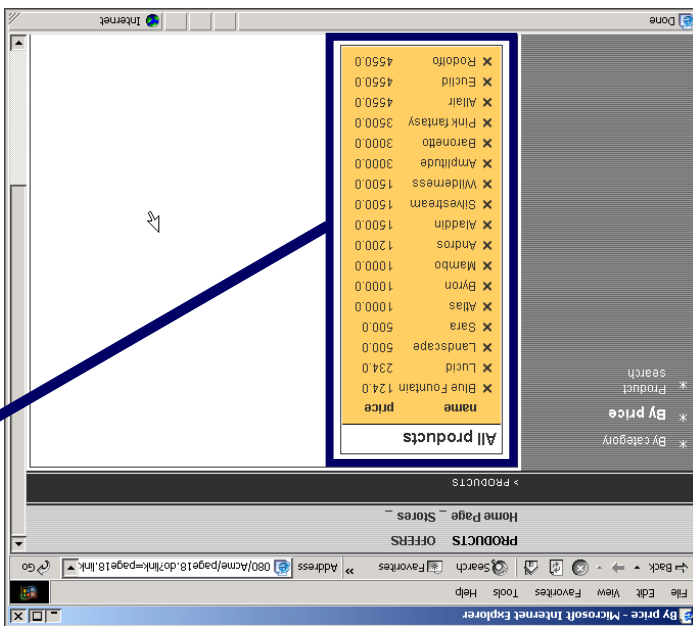 By price - Microsoft Internet Explorer
File Edit View Favorites Tools Help
Back Search Favorites » Address 080/Acme/page18.do?link=page18.link Go
PRODUCTS OFFERS
Home Page _ Stores _
> PRODUCTS
* By category
* By price
* Product
search
All products
name price
Blue Fountain 124.0
Lucid 234.0
Landscape 500.0
Sara 500.0
Atlas 1000.0
Byron 1000.0
Mambo 1000.0
Andros 1200.0
Aladdin 1500.0
Silvestream 1500.0
Wilderness 1500.0
Amplitude 3000.0
Baronetto 3000.0
Pink fantasy 3500.0
Allair 4550.0
Euclid 4550.0
Rodolfo 4550.0
Done Internet